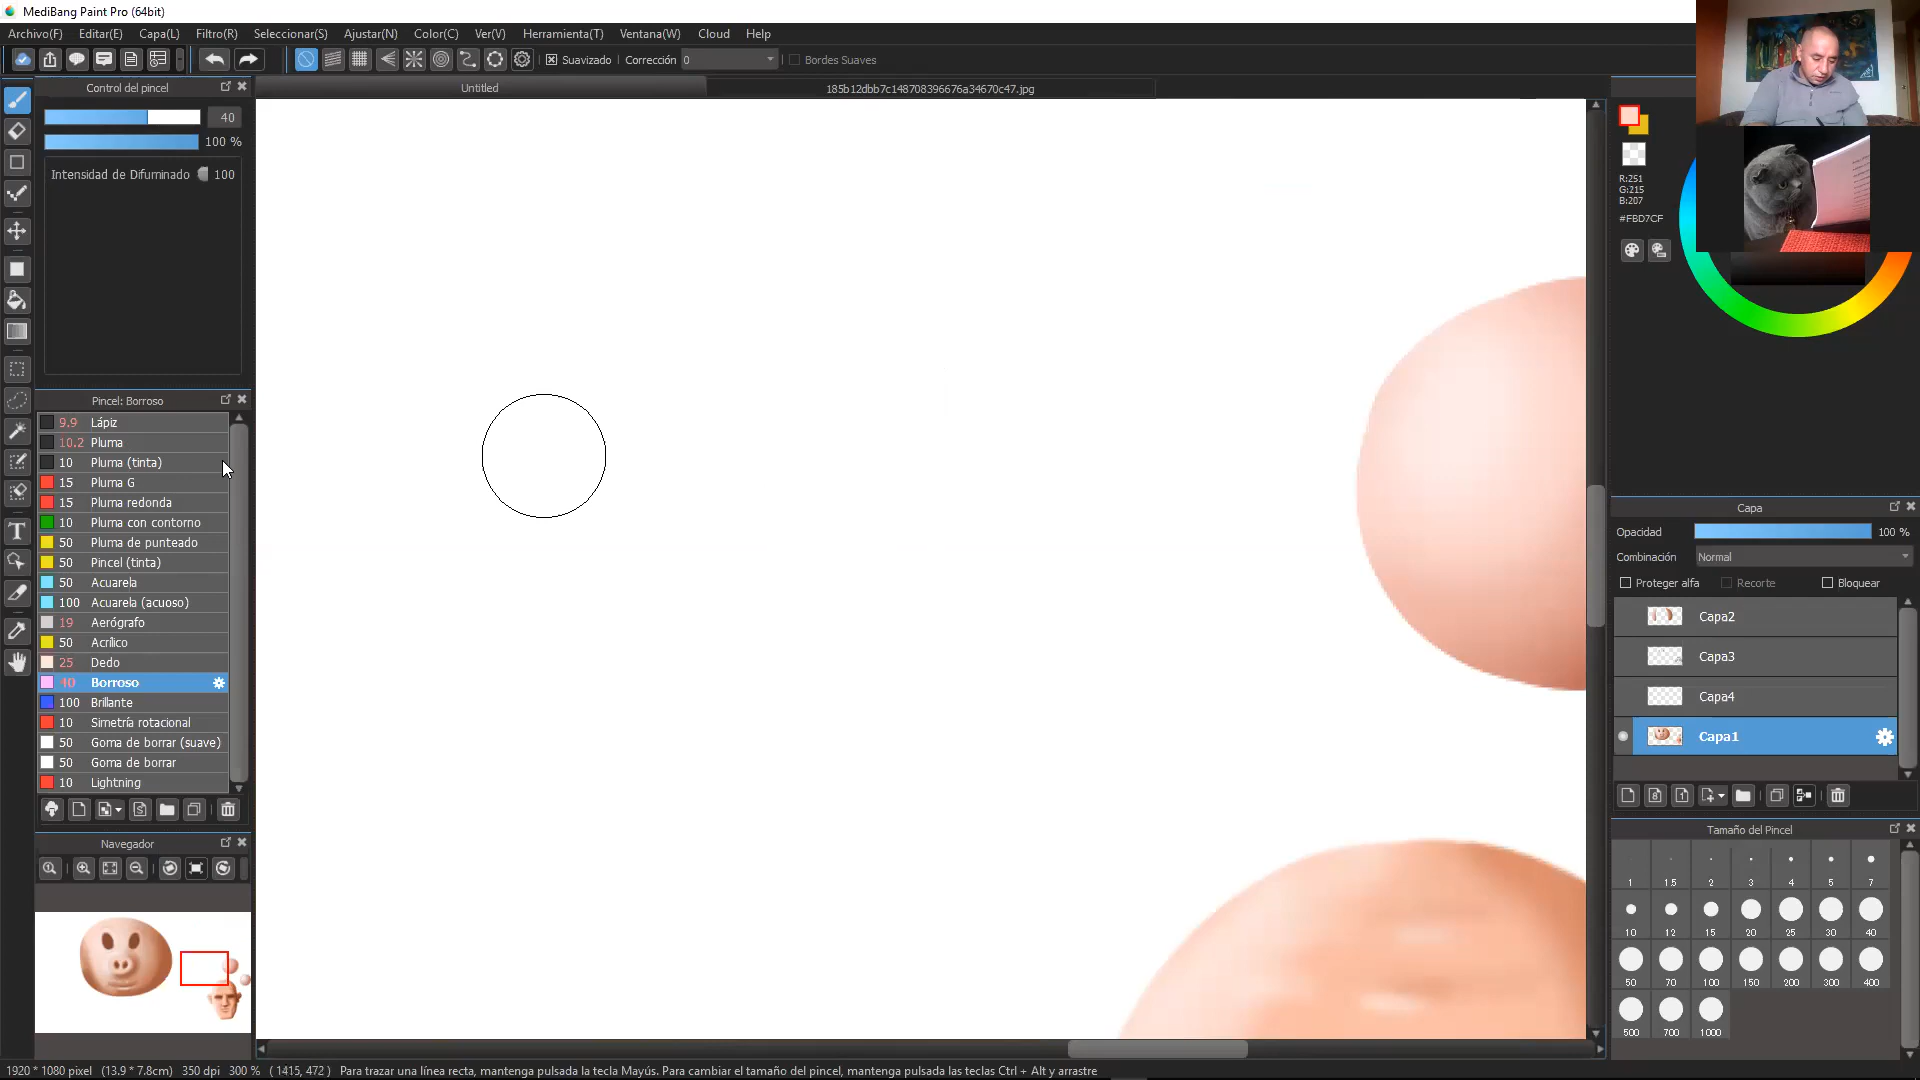 MediBang Paint Pro (64bit)
Archivo(F) Editar(E) Capa(L) Filtro(R) Seleccionar(S) Ajustar(N) Color(C) Ver(V) Herramienta(T) Ventana(W) Cloud Help
Suavizado Corrección 0 Bordes Suaves
Control del pincel
Untitled
185b12dbb7c148708396676a34670c47.jpg
40
100 %
Intensidad de Difuminado 100
R:251
G:215
B:207
#FBD7CF
Pincel: Borroso
9.9 Lápiz
10.2 Pluma
10 Pluma (tinta)
15 Pluma G
15 Pluma redonda
10 Pluma con contorno
50 Pluma de punteado
50 Pincel (tinta)
50 Acuarela
100 Acuarela (acuoso)
19 Aerógrafo
50 Acrílico
25 Dedo
40 Borroso
100 Brillante
10 Simetría rotacional
50 Goma de borrar (suave)
50 Goma de borrar
10 Lightning
Navegador
Capa
Opacidad 100 %
Combinación Normal
Proteger alfa Recorte Bloquear
Capa2
Capa3
Capa4
Capa1
Tamaño del Pincel
1 1.5 2 3 4 5 7
10 12 15 20 25 30 40
50 70 100 150 200 300 400
500 700 1000
1920 * 1080 pixel (13.9 * 7.8cm) 350 dpi 300 % ( 1415, 472 ) Para trazar una línea recta, mantenga pulsada la tecla Mayús. Para cambiar el tamaño del pincel, mantenga pulsada las teclas Ctrl + Alt y arrastre